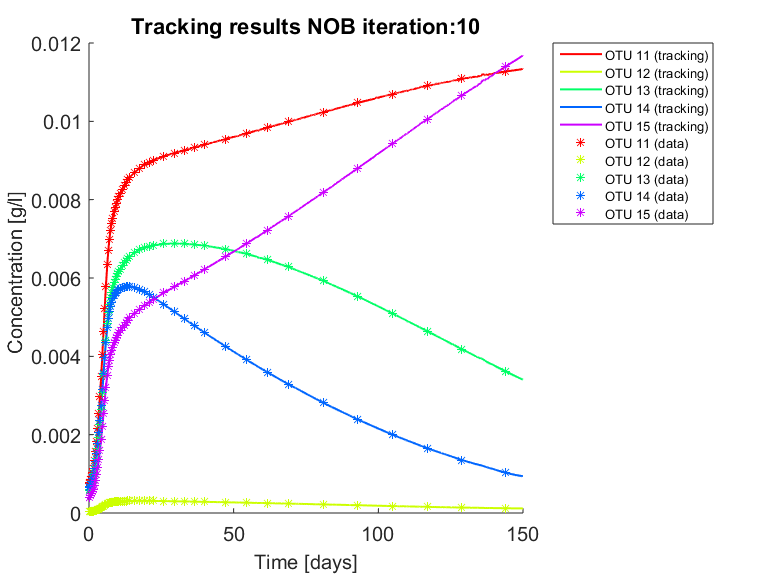 Tracking results NOB iteration:10
Concentration [g/l]
0.012
0.01
0.008
0.006
0.004
0.002
0
0
50
100
150
Time [days]
OTU 11 (tracking)
OTU 12 (tracking)
OTU 13 (tracking)
OTU 14 (tracking)
OTU 15 (tracking)
OTU 11 (data)
OTU 12 (data)
OTU 13 (data)
OTU 14 (data)
OTU 15 (data)